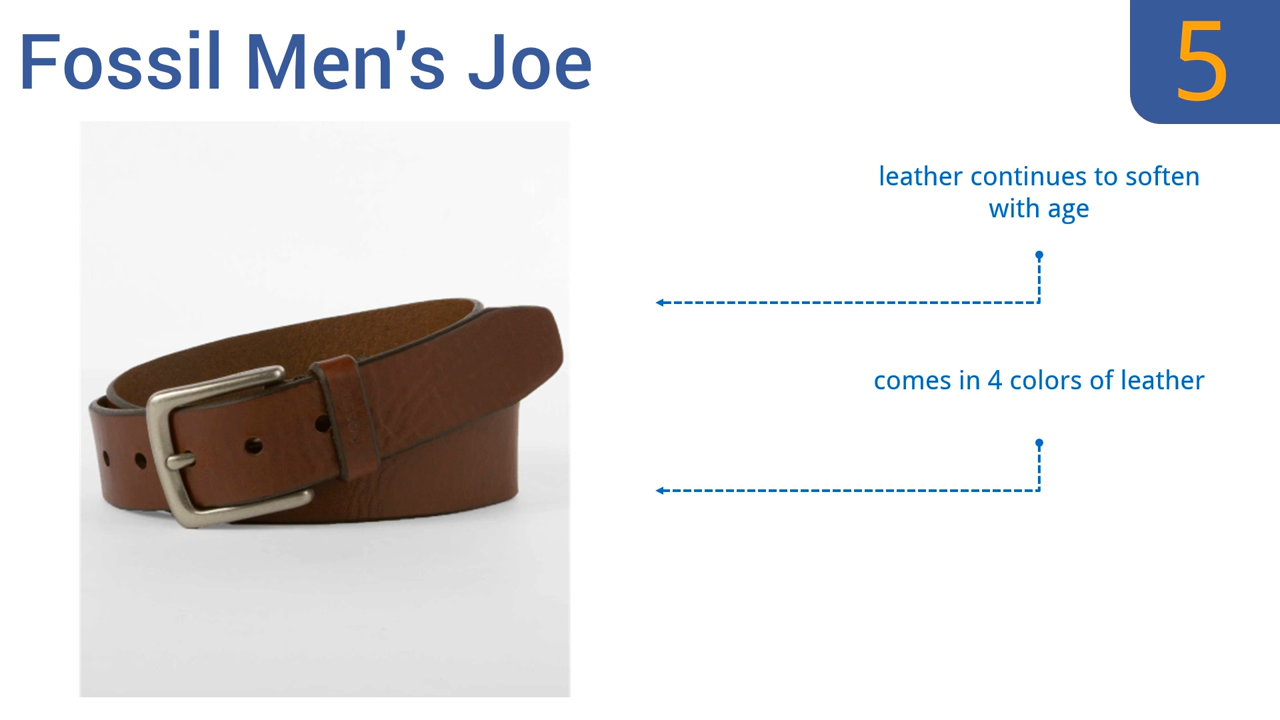 Fossil Men's Joe
5
leather continues to soften
with age
comes in 4 colors of leather